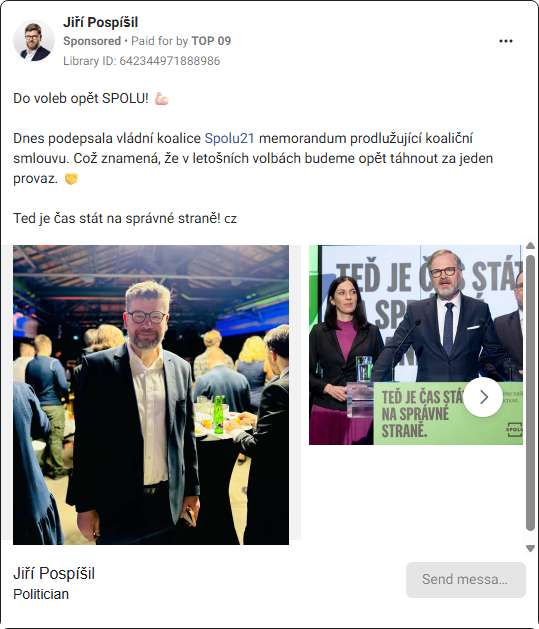 Jiří Pospíšil
Sponsored • Paid for by TOP 09
Library ID: 642344971888986
Do voleb opět SPOLU! 💪🏻
Dnes podepsala vládní koalice Spolu21 memorandum prodlužující koaliční
smlouvu. Což znamená, že v letošních volbách budeme opět táhnout za jeden
provaz. 🤝
Teď je čas stát na správné straně! cz
TEĎ JE ČAS STÁT
NA SPRÁVNÉ
TEĎ JE ČAS STÁT
NA SPRÁVNÉ
STRANĚ.
SPOLU
Jiří Pospíšil
Politician
Send messa...